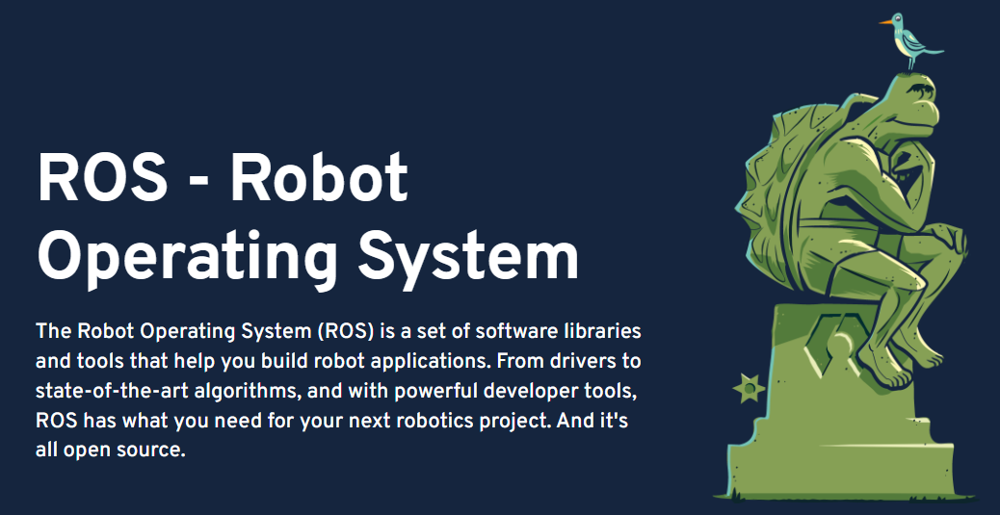 ROS - Robot
Operating System
The Robot Operating System (ROS) is a set of software libraries
and tools that help you build robot applications. From drivers to
state-of-the-art algorithms, and with powerful developer tools,
ROS has what you need for your next robotics project. And it's
all open source.